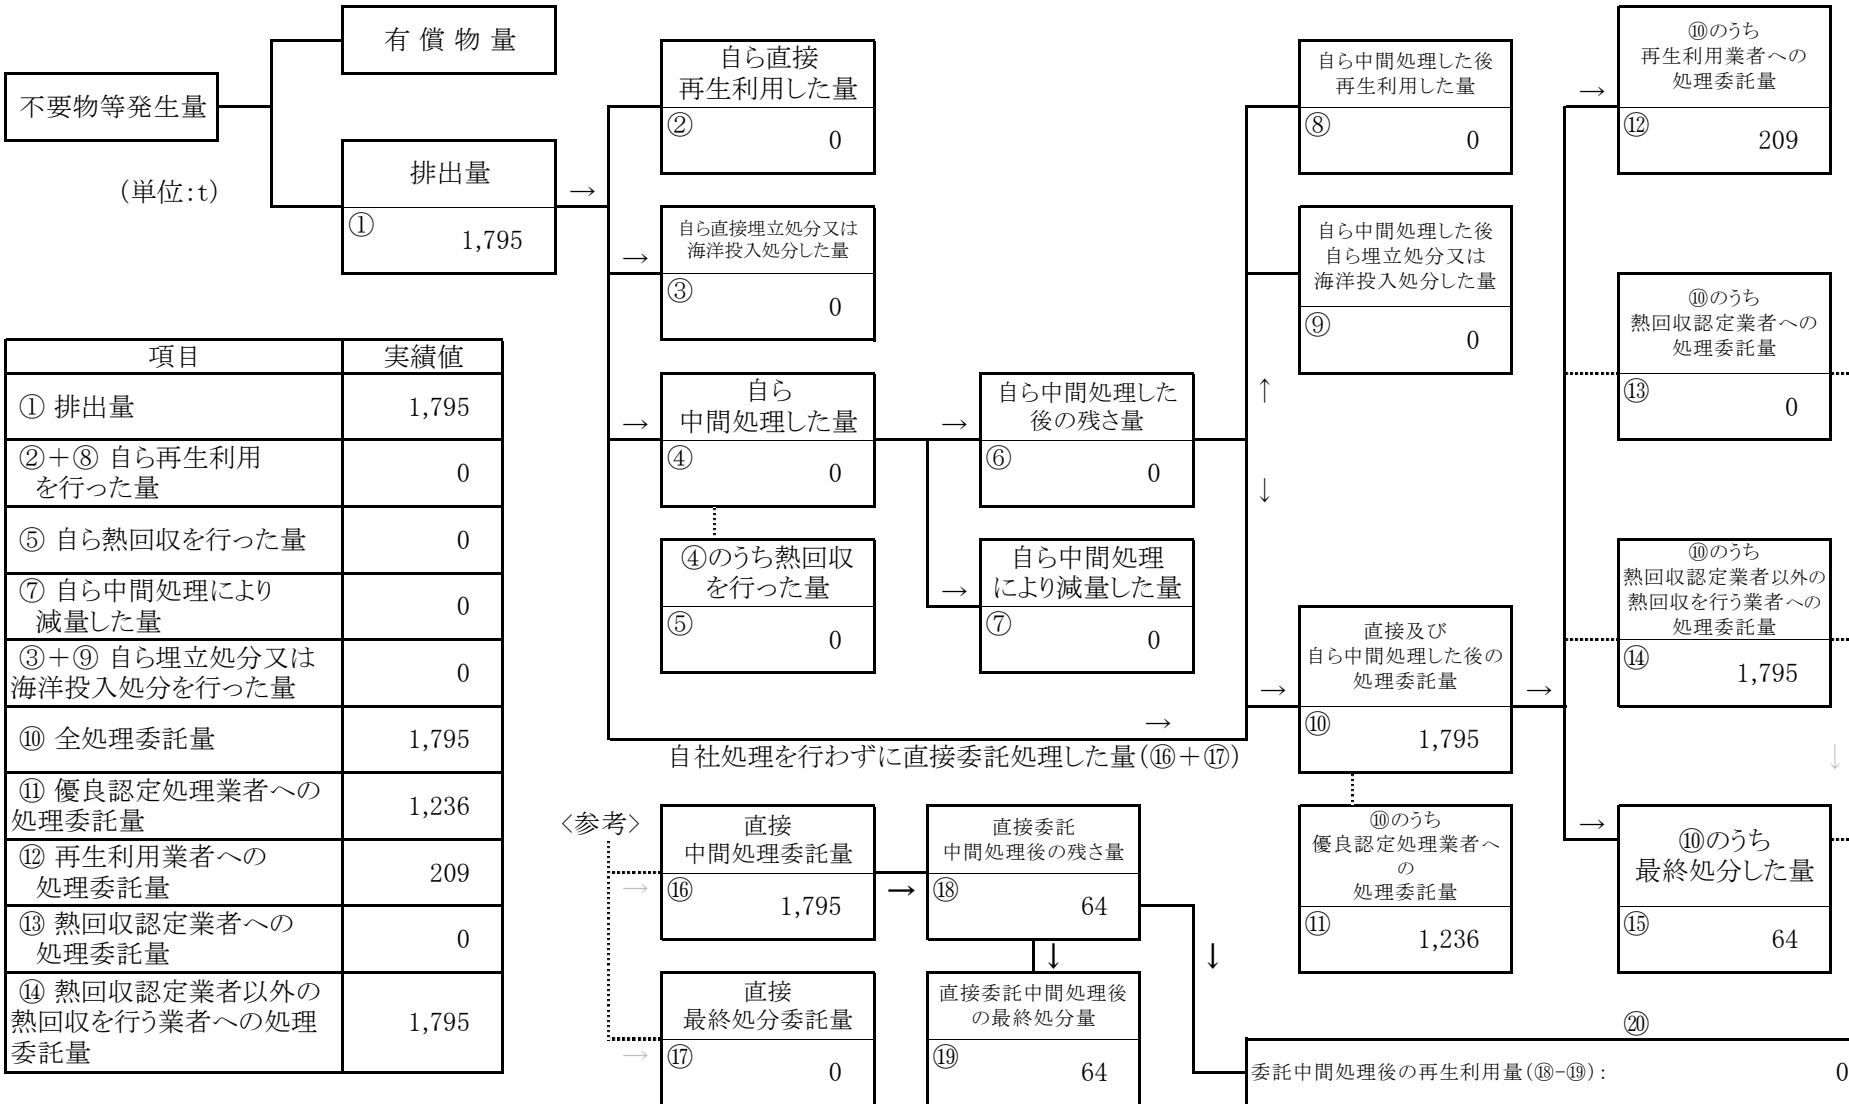 有 償 物 量
不要物等発生量
(単位:t)
排出量
①
1,795
→
自ら直接
再生利用した量
②
0
→
自ら直接埋立処分又は
海洋投入処分した量
③
0
→
自ら
中間処理した量
④
0
④のうち熱回収
を行った量
⑤
0
→
自ら中間処理した
後の残さ量
⑥
0
→
自ら中間処理
により減量した量
⑦
0
自ら中間処理した後
再生利用した量
⑧
0
自ら中間処理した後
自ら埋立処分又は
海洋投入処分した量
⑨
0
↑
↓
→
自社処理を行わずに直接委託処理した量(⑯+⑰)
→
直接及び
自ら中間処理した後の
処理委託量
⑩
1,795
⑩のうち
優良認定処理業者へ
の
処理委託量
⑪
1,236
→
→
⑩のうち
再生利用業者への
処理委託量
⑫
209
⑩のうち
熱回収認定業者への
処理委託量
⑬
0
⑩のうち
熱回収認定業者以外の
熱回収を行う業者への
処理委託量
⑭
1,795
↓
→
⑩のうち
最終処分した量
⑮
64
項目 実績値
① 排出量 1,795
②+⑧ 自ら再生利用
を行った量 0
⑤ 自ら熱回収を行った量 0
⑦ 自ら中間処理により
減量した量 0
③+⑨ 自ら埋立処分又は
海洋投入処分を行った量 0
⑩ 全処理委託量 1,795
⑪ 優良認定処理業者への
処理委託量 1,236
⑫ 再生利用業者への
処理委託量 209
⑬ 熱回収認定業者への
処理委託量 0
⑭ 熱回収認定業者以外の
熱回収を行う業者への処理
委託量 1,795
<参考>
→
直接
中間処理委託量
⑯
1,795
→
直接委託
中間処理後の残さ量
⑱
64
↓
↓
→
直接
最終処分委託量
⑰
0
直接委託中間処理後
の最終処分量
⑲
64
⑳
委託中間処理後の再生利用量(⑱-⑲): 0